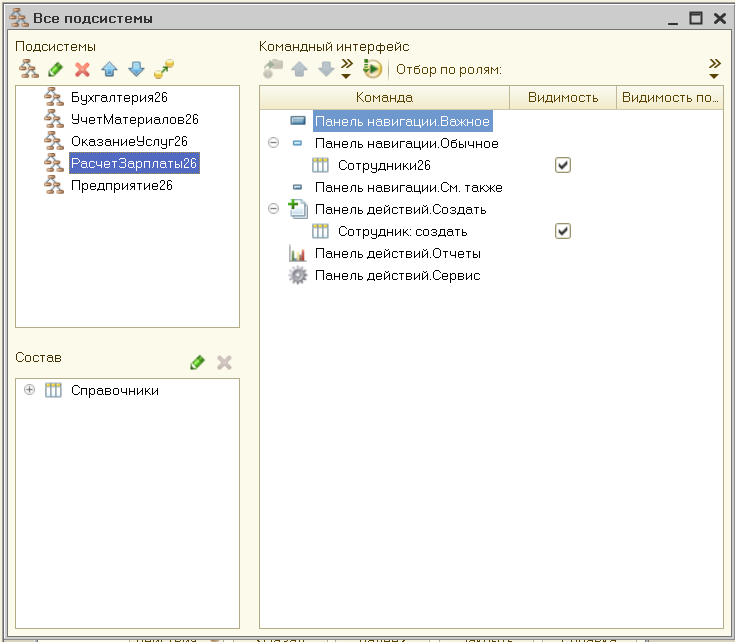 Все подсистемы
Подсистемы
Бухгалтерия26
УчетМатериалов26
ОказаниеУслуг26
РасчетЗарплаты26
Предприятие26
Состав
Справочники
Командный интерфейс
Отбор по ролям:
Команда Видимость Видимость по...
Панель навигации.Важное
Панель навигации.Обычное
Сотрудники26
Панель навигации.См. также
Панель действий.Создать
Сотрудник: создать
Панель действий.Отчеты
Панель действий.Сервис